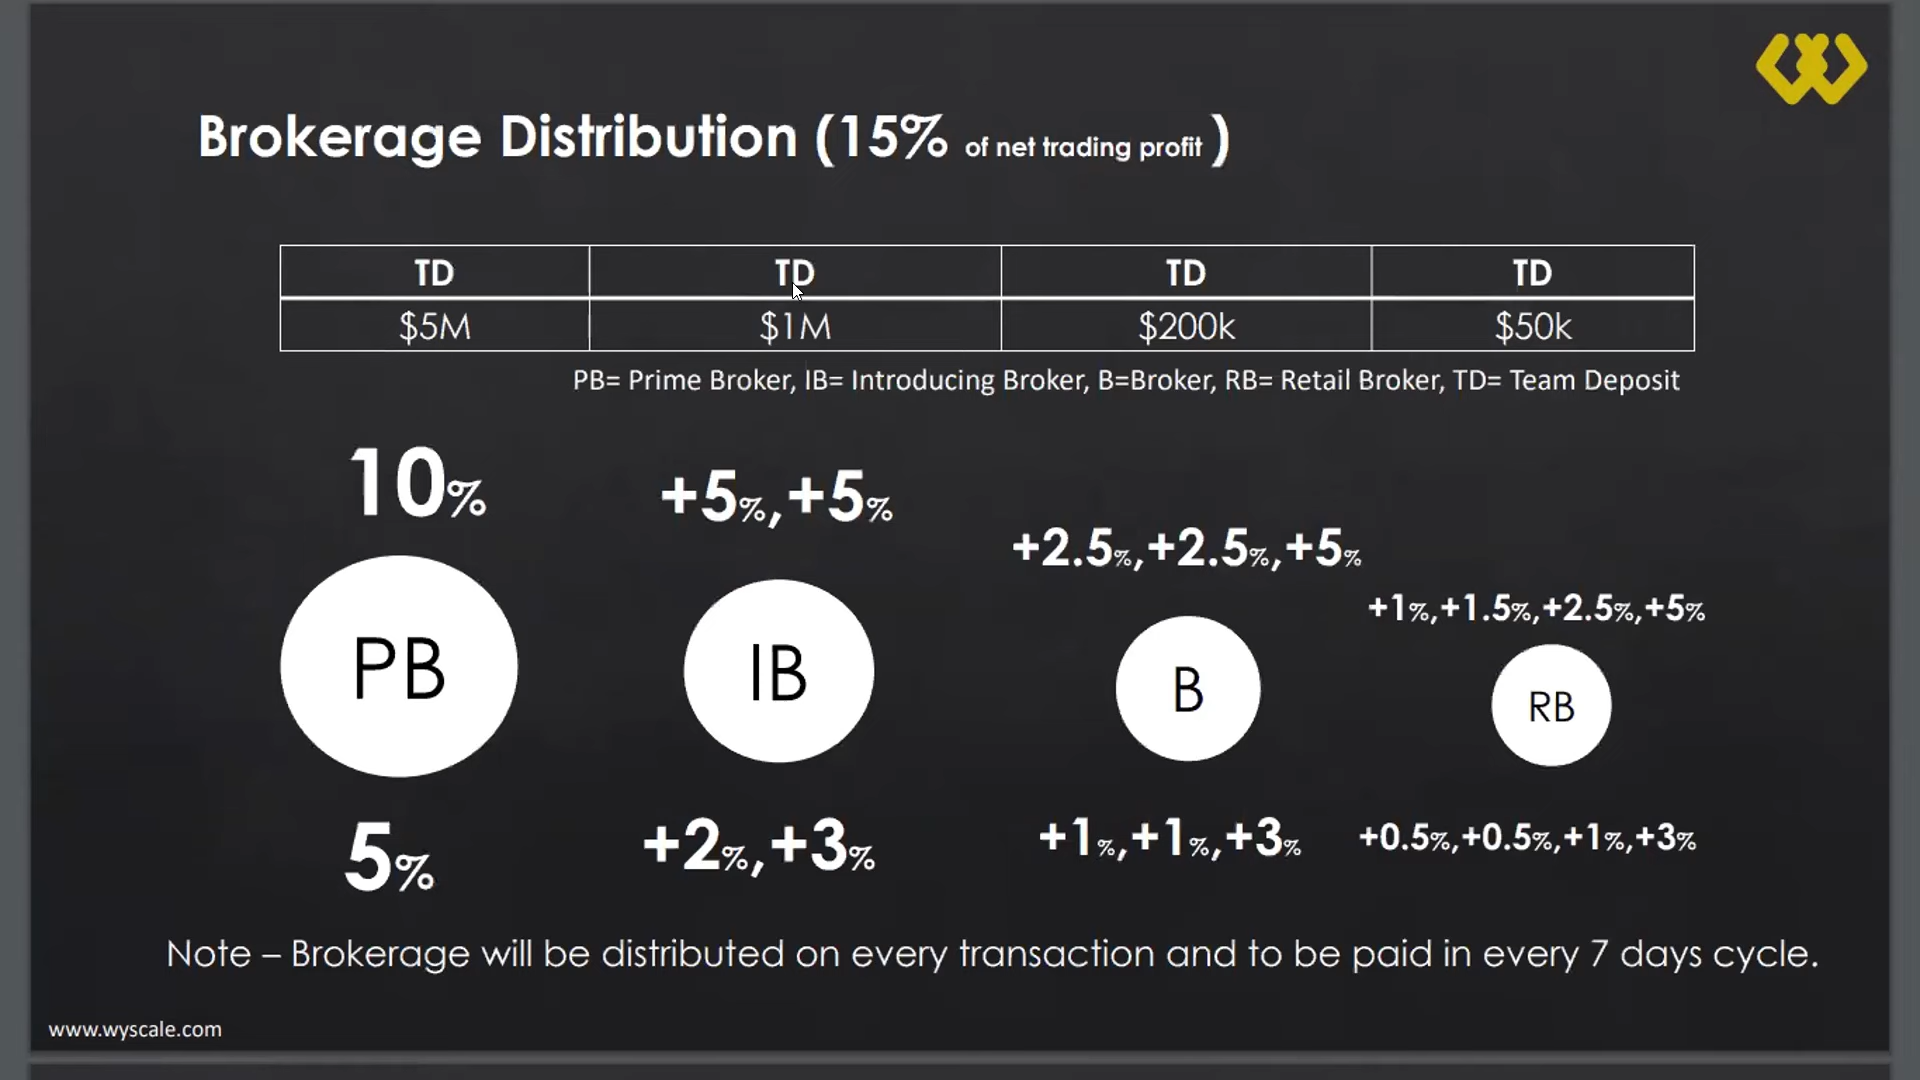 Brokerage Distribution (15% of net trading profit )
TD TD TD TD
$5M $1M $200k $50k
PB= Prime Broker, IB= Introducing Broker, B=Broker, RB= Retail Broker, TD= Team Deposit
10% +5%,+5% +2.5%,+2.5%,+5% +1%,+1.5%,+2.5%,+5%
PB IB B RB
5% +2%,+3% +1%,+1%,+3% +0.5%,+0.5%,+1%,+3%
Note – Brokerage will be distributed on every transaction and to be paid in every 7 days cycle.
www.wyscale.com